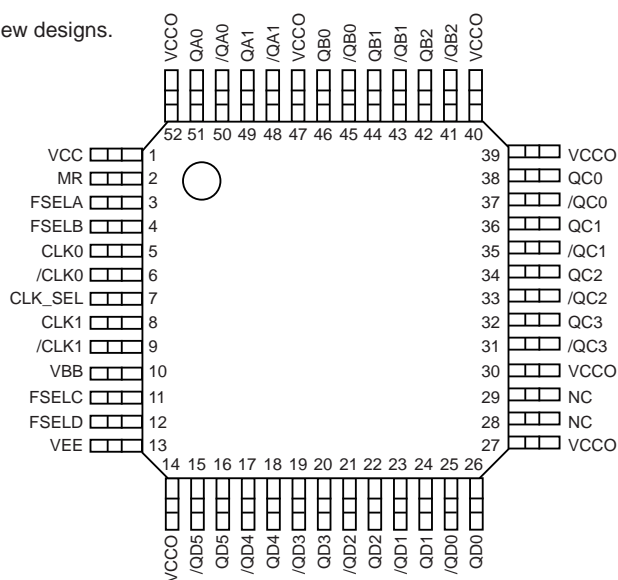 ew designs.
VCCO QA0 /QA0 QA1 /QA1 VCCO QB0 /QB0 QB1 /QB1 QB2 /QB2 VCCO
52 51 50 49 48 47 46 45 44 43 42 41 40
VCC 1
MR 2
FSELA 3
FSELB 4
CLK0 5
/CLK0 6
CLK_SEL 7
CLK1 8
/CLK1 9
VBB 10
FSELC 11
FSELD 12
VEE 13
39 VCCO
38 QC0
37 /QC0
36 QC1
35 /QC1
34 QC2
33 /QC2
32 QC3
31 /QC3
30 VCCO
29 NC
28 NC
27 VCCO
14 15 16 17 18 19 20 21 22 23 24 25 26
VCCO /QD5 QD5 /QD4 QD4 /QD3 QD3 /QD2 QD2 /QD1 QD1 /QD0 QD0